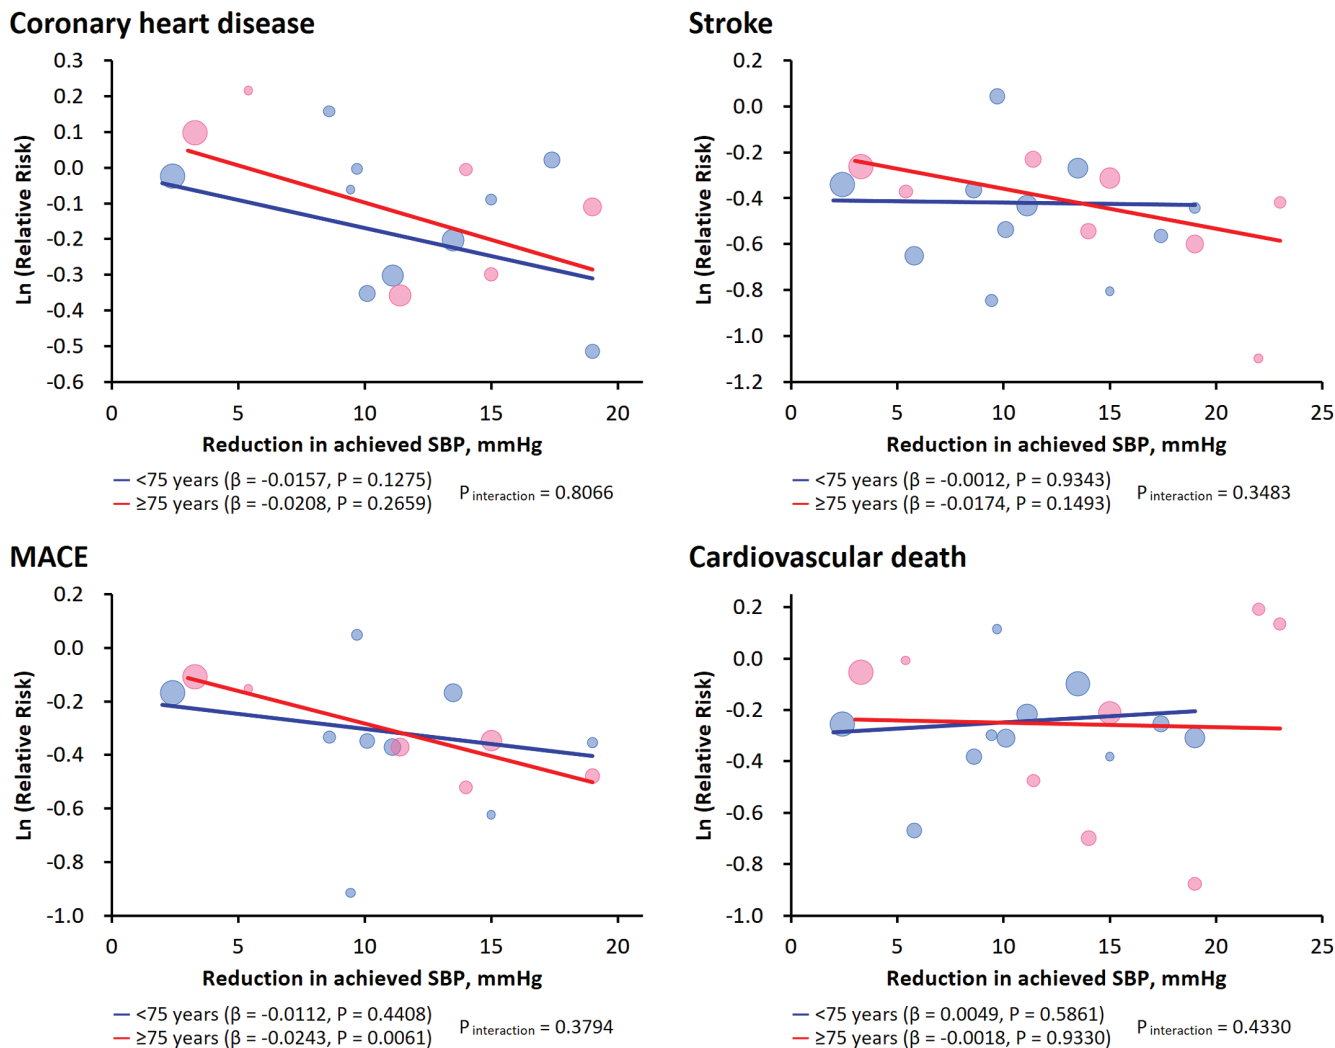 Coronary heart disease
0.3
0.2
0.1
0.0
-0.1
-0.2
-0.3
-0.4
-0.5
-0.6
Ln (Relative Risk)
0 5 10 15 20
Reduction in achieved SBP, mmHg
<75 years (β = -0.0157, P = 0.1275)
≥75 years (β = -0.0208, P = 0.2659)
P interaction = 0.8066
Stroke
0.2
0.0
-0.2
-0.4
-0.6
-0.8
-1.0
-1.2
Ln (Relative Risk)
0 5 10 15 20 25
Reduction in achieved SBP, mmHg
<75 years (β = -0.0012, P = 0.9343)
≥75 years (β = -0.0174, P = 0.1493)
P interaction = 0.3483
MACE
0.2
0.0
-0.2
-0.4
-0.6
-0.8
-1.0
Ln (Relative Risk)
0 5 10 15 20
Reduction in achieved SBP, mmHg
<75 years (β = -0.0112, P = 0.4408)
≥75 years (β = -0.0243, P = 0.0061)
P interaction = 0.3794
Cardiovascular death
0.2
0.0
-0.2
-0.4
-0.6
-0.8
-1.0
Ln (Relative Risk)
0 5 10 15 20 25
Reduction in achieved SBP, mmHg
<75 years (β = 0.0049, P = 0.5861)
≥75 years (β = -0.0018, P = 0.9330)
P interaction = 0.4330